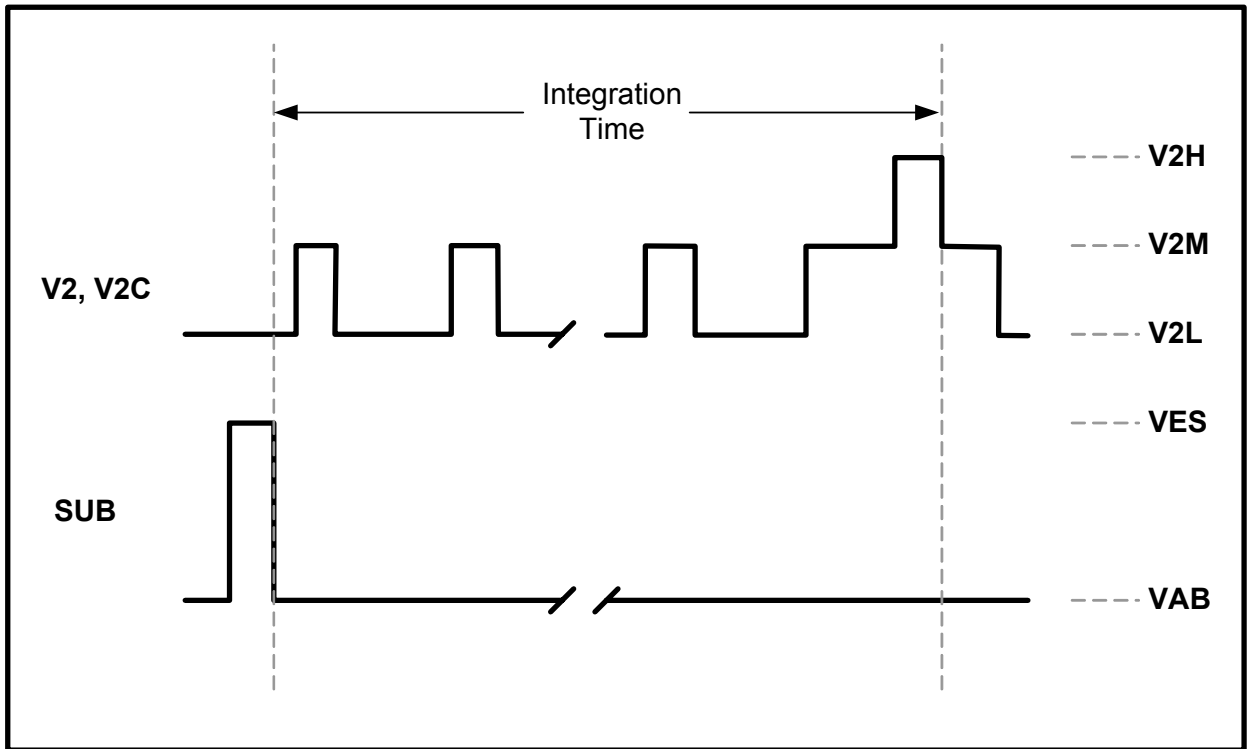 Integration
Time
V2H
V2M
V2, V2C
V2L
VES
SUB
VAB